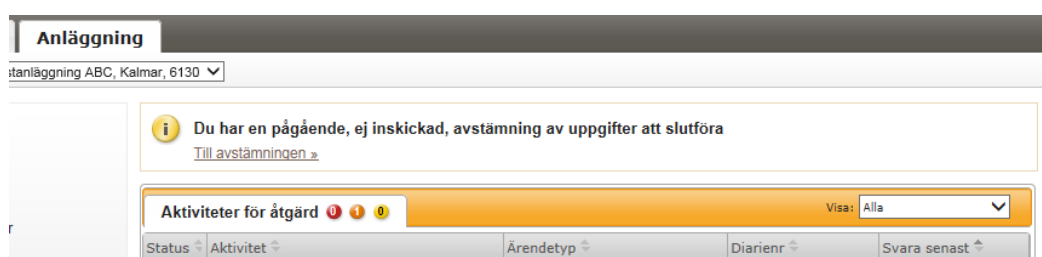 Anläggning
stanläggning ABC, Kalmar, 6130
Du har en pågående, ej inskickad, avstämning av uppgifter att slutföra
Till avstämningen »
Aktiviteter för åtgärd 0 1 0 Visa: Alla
r
Status Aktivitet Ärendetyp Diarienr Svara senast